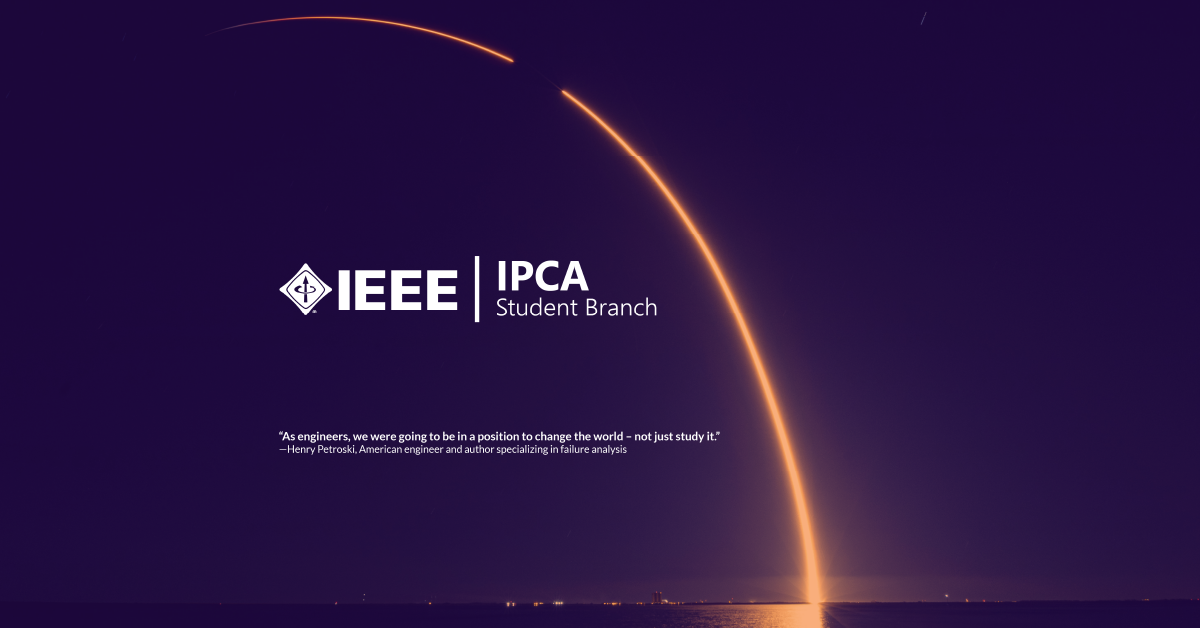 IEEE
IPCA
Student Branch
“As engineers, we were going to be in a position to change the world – not just study it.”
—Henry Petroski, American engineer and author specializing in failure analysis